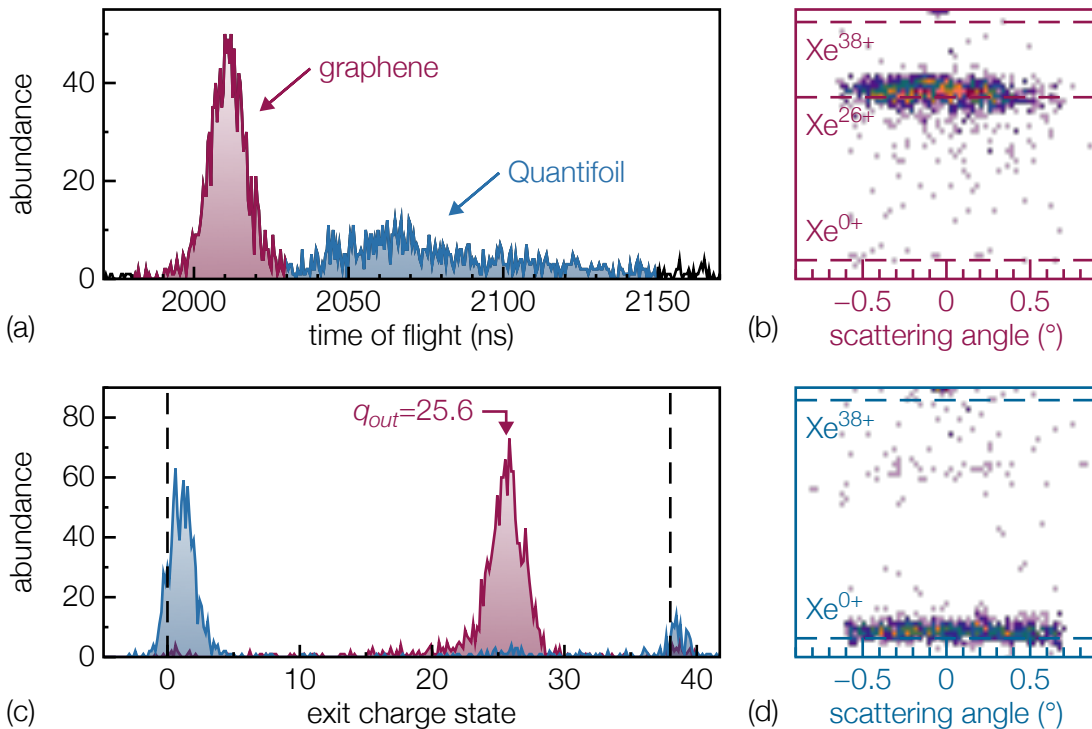 abundance
40
20
0
graphene
Quantifoil
2000
2050
2100
2150
time of flight (ns)
(a)
Xe38+
Xe26+
Xe0+
−0.5
0
0.5
scattering angle (°)
(b)
abundance
80
60
40
20
0
q_out=25.6
0
10
20
30
40
exit charge state
(c)
Xe38+
Xe0+
−0.5
0
0.5
scattering angle (°)
(d)